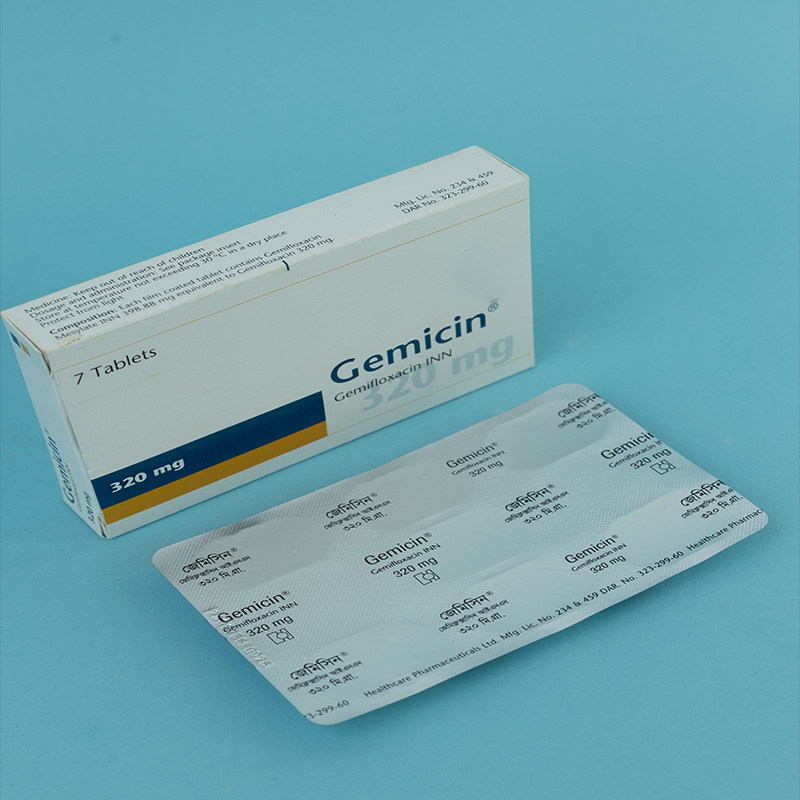 Mfg. Lic. No. 234 & 459
DAR No. 323-299-60
Medicine: Keep out of reach of children
Dosage and administration: See package insert
Store at temperature not exceeding 30 °C in a dry place
Protect from light
Composition: Each film coated tablet contains Gemifloxacin
Mesylate INN 398.88 mg equivalent to Gemifloxacin 320 mg.
7 Tablets
Gemicin®
Gemifloxacin INN
320 mg
320 mg
Gemicin®
320 mg
জেমিসিন®
Gemicin®
Gemifloxacin INN
320 mg
Gemicin®
Gemifloxacin INN
320 mg
জেমিসিন®
৩২০ মি.গ্রা.
জেমিসিন®
৩২০ মি.গ্রা.
জেমিসিন®
Gemicin®
Gemifloxacin INN
320 mg
Gemicin®
Gemifloxacin INN
320 mg
জেমিসিন®
৩২০ মি.গ্রা.
Gemicin®
Gemifloxacin INN
320 mg
জেমিসিন®
৩২০ মি.গ্রা.
জেমিসিন®
৩২০ মি.গ্রা.
Healthcare Pharmaceuticals Ltd. Mfg. Lic. No. 234 & 459 DAR. No. 323-299-60 Healthcare Pharmac
3-299-60